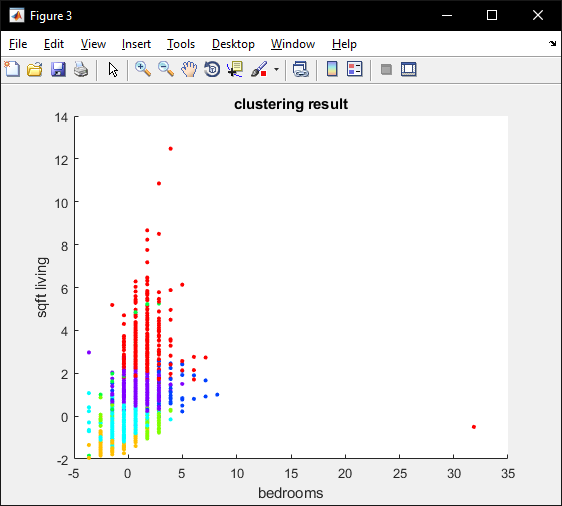 Figure 3
File Edit View Insert Tools Desktop Window Help
clustering result
14
12
10
8
6
4
2
0
-2
sqft living
-5 0 5 10 15 20 25 30 35
bedrooms